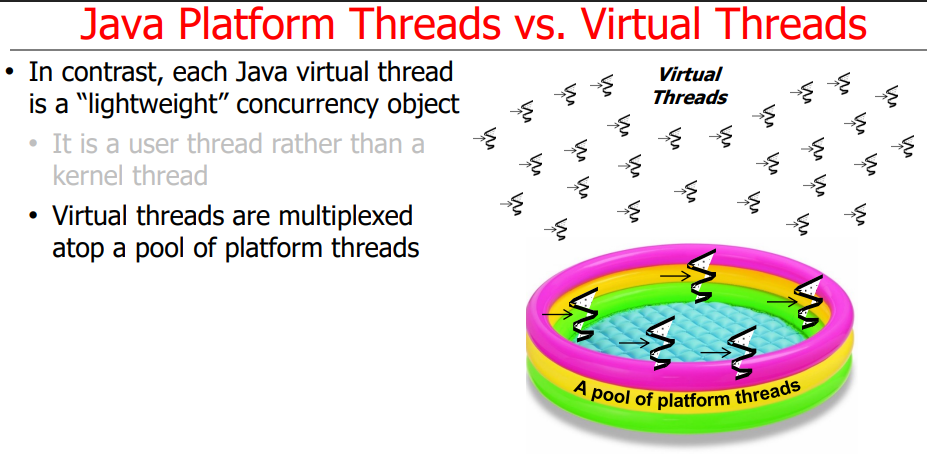 Java Platform Threads vs. Virtual Threads
• In contrast, each Java virtual thread
is a “lightweight” concurrency object
• It is a user thread rather than a
kernel thread
• Virtual threads are multiplexed
atop a pool of platform threads
Virtual
Threads
A pool of platform threads